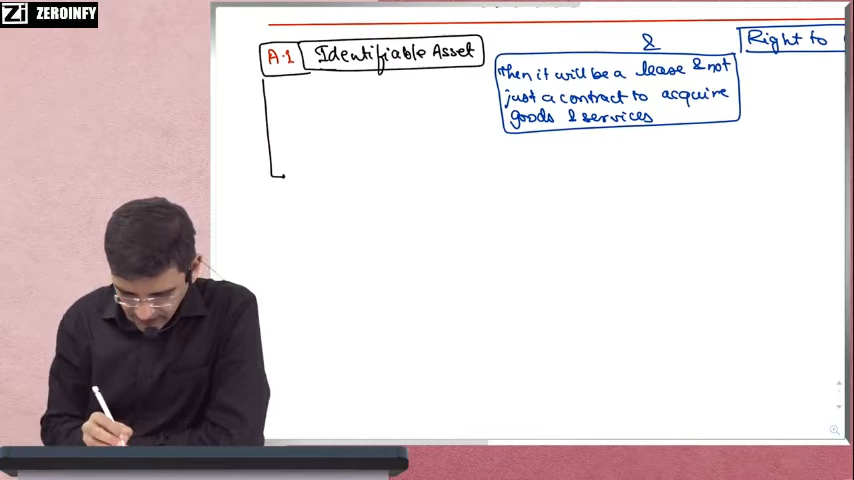 Zi ZEROINFY
A.1 Identifiable Asset
&
Right to
then it will be a lease & not
just a contract to acquire
goods & services